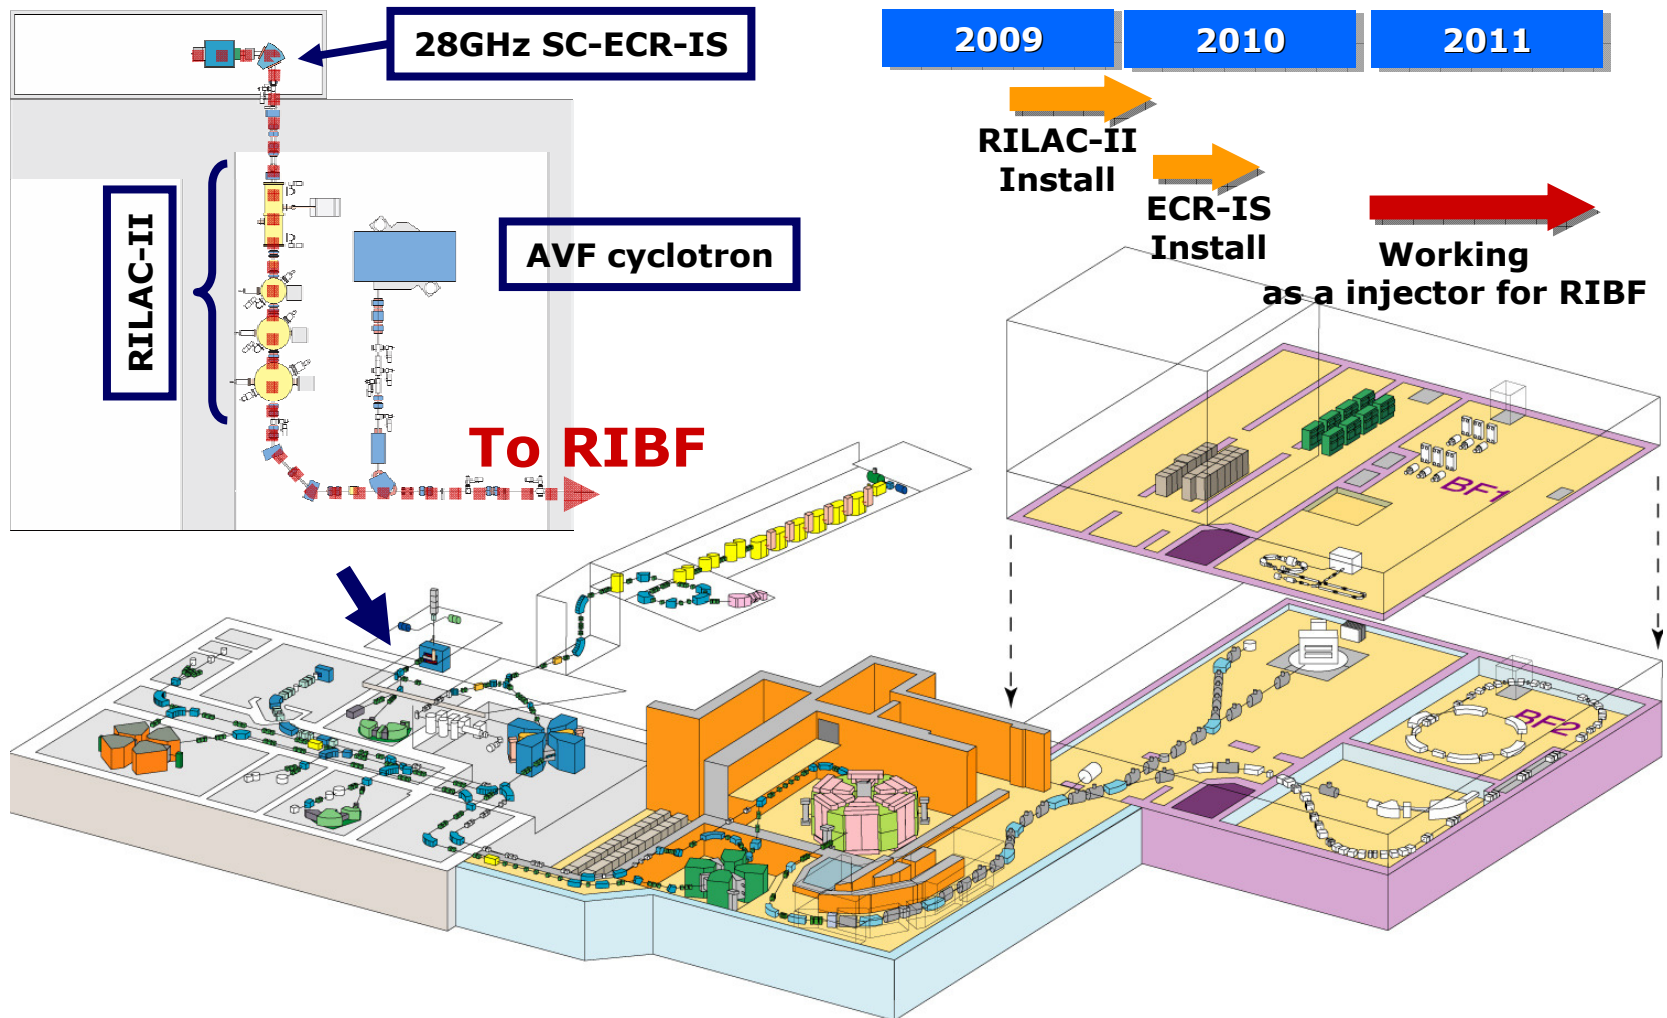 28GHz SC-ECR-IS
2009
2010
2011
RILAC-II
Install
ECR-IS
Install
Working
as a injector for RIBF
RILAC-II
AVF cyclotron
To RIBF
BF1
BF2